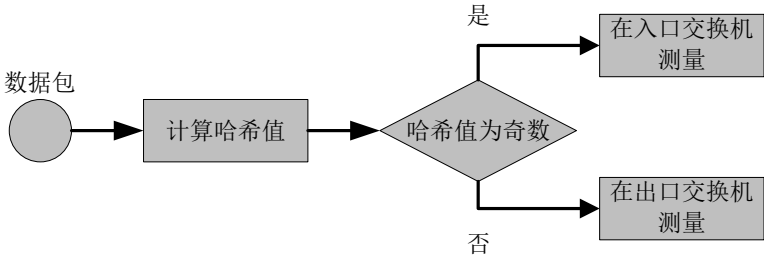 数据包
计算哈希值
哈希值为奇数
是
在入口交换机
测量
否
在出口交换机
测量